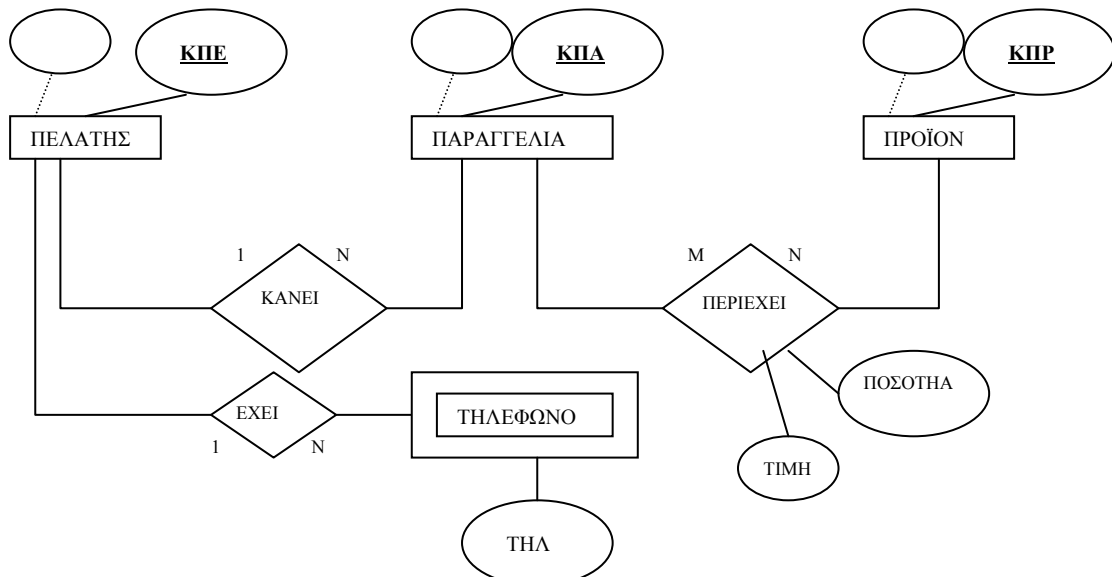 ΚΠΕ
ΚΠΑ
ΚΠΡ
ΠΕΛΑΤΗΣ
ΠΑΡΑΓΓΕΛΙΑ
ΠΡΟΪΟΝ
1
Ν
Μ
Ν
ΚΑΝΕΙ
ΠΕΡΙΕΧΕΙ
ΠΟΣΟΤΗΑ
ΕΧΕΙ
ΤΗΛΕΦΩΝΟ
1
Ν
ΤΙΜΗ
ΤΗΛ